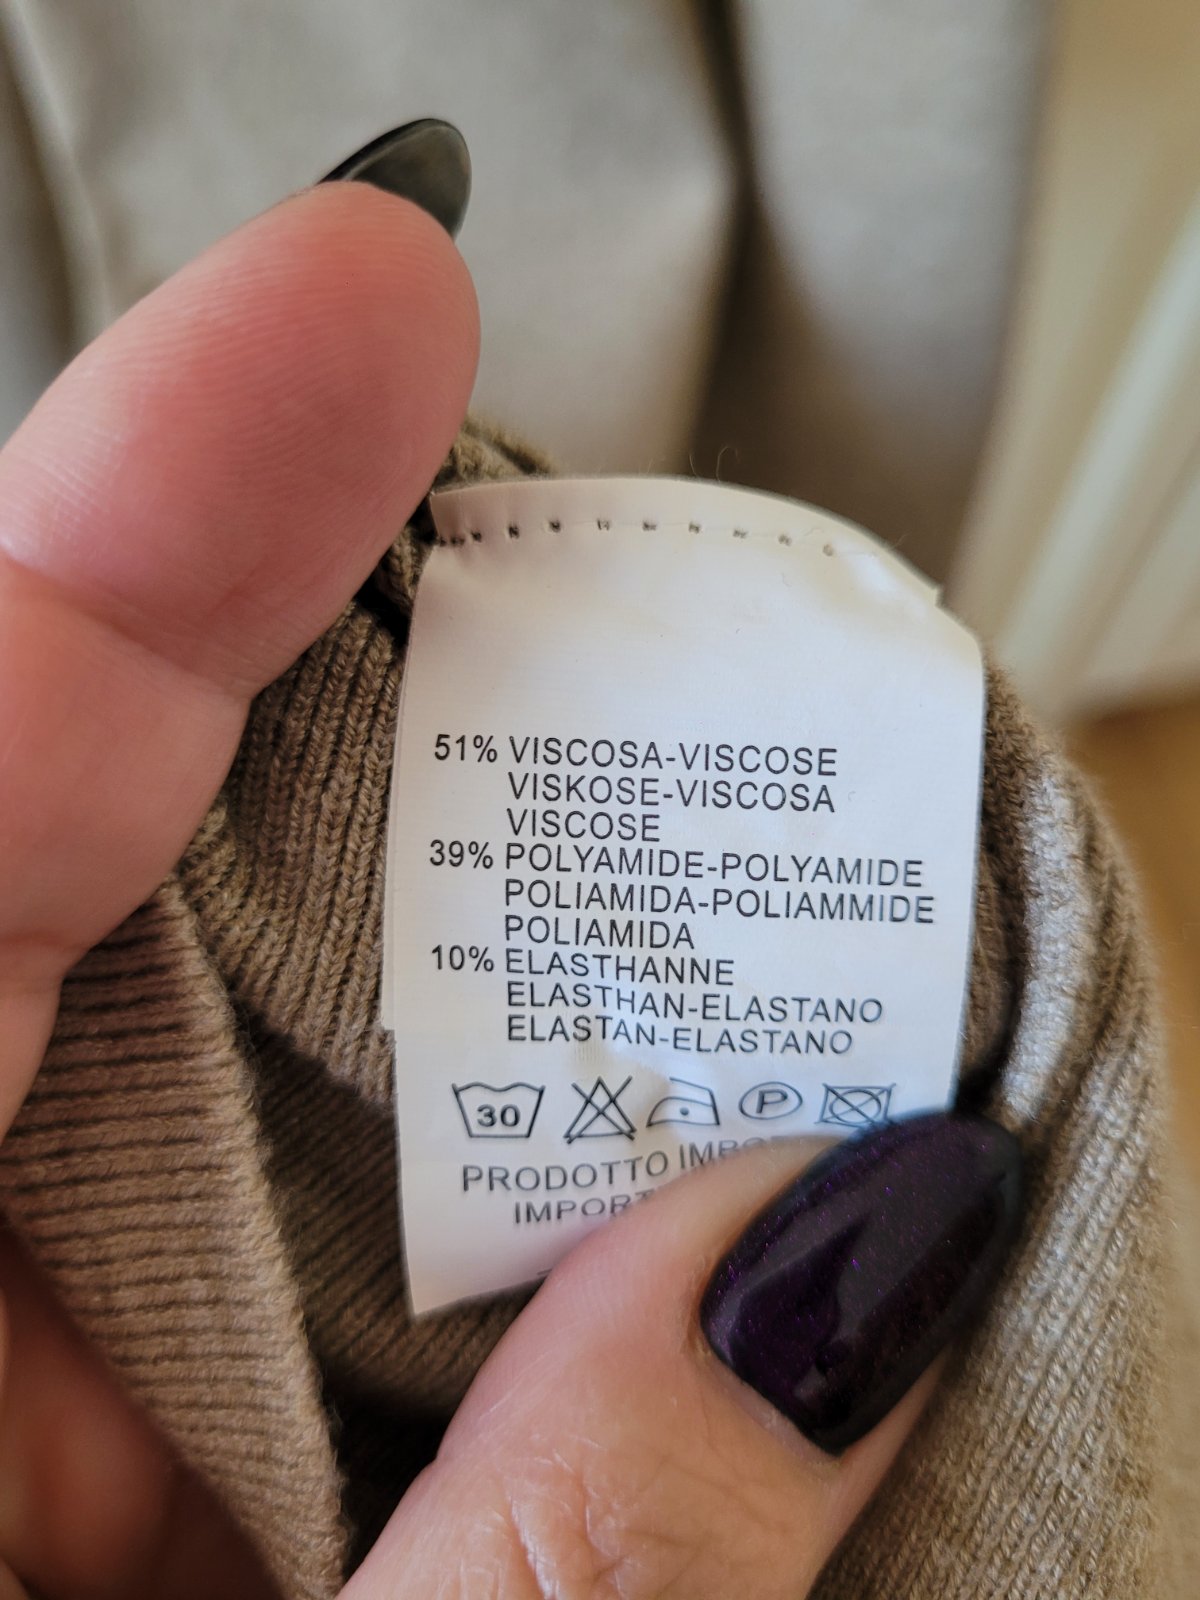 51% VISCOSA-VISCOSE
VISKOSE-VISCOSA
VISCOSE
39% POLYAMIDE-POLYAMIDE
POLIAMIDA-POLIAMMIDE
POLIAMIDA
10% ELASTHANNE
ELASTHAN-ELASTANO
ELASTAN-ELASTANO
30 P
PRODOTTO